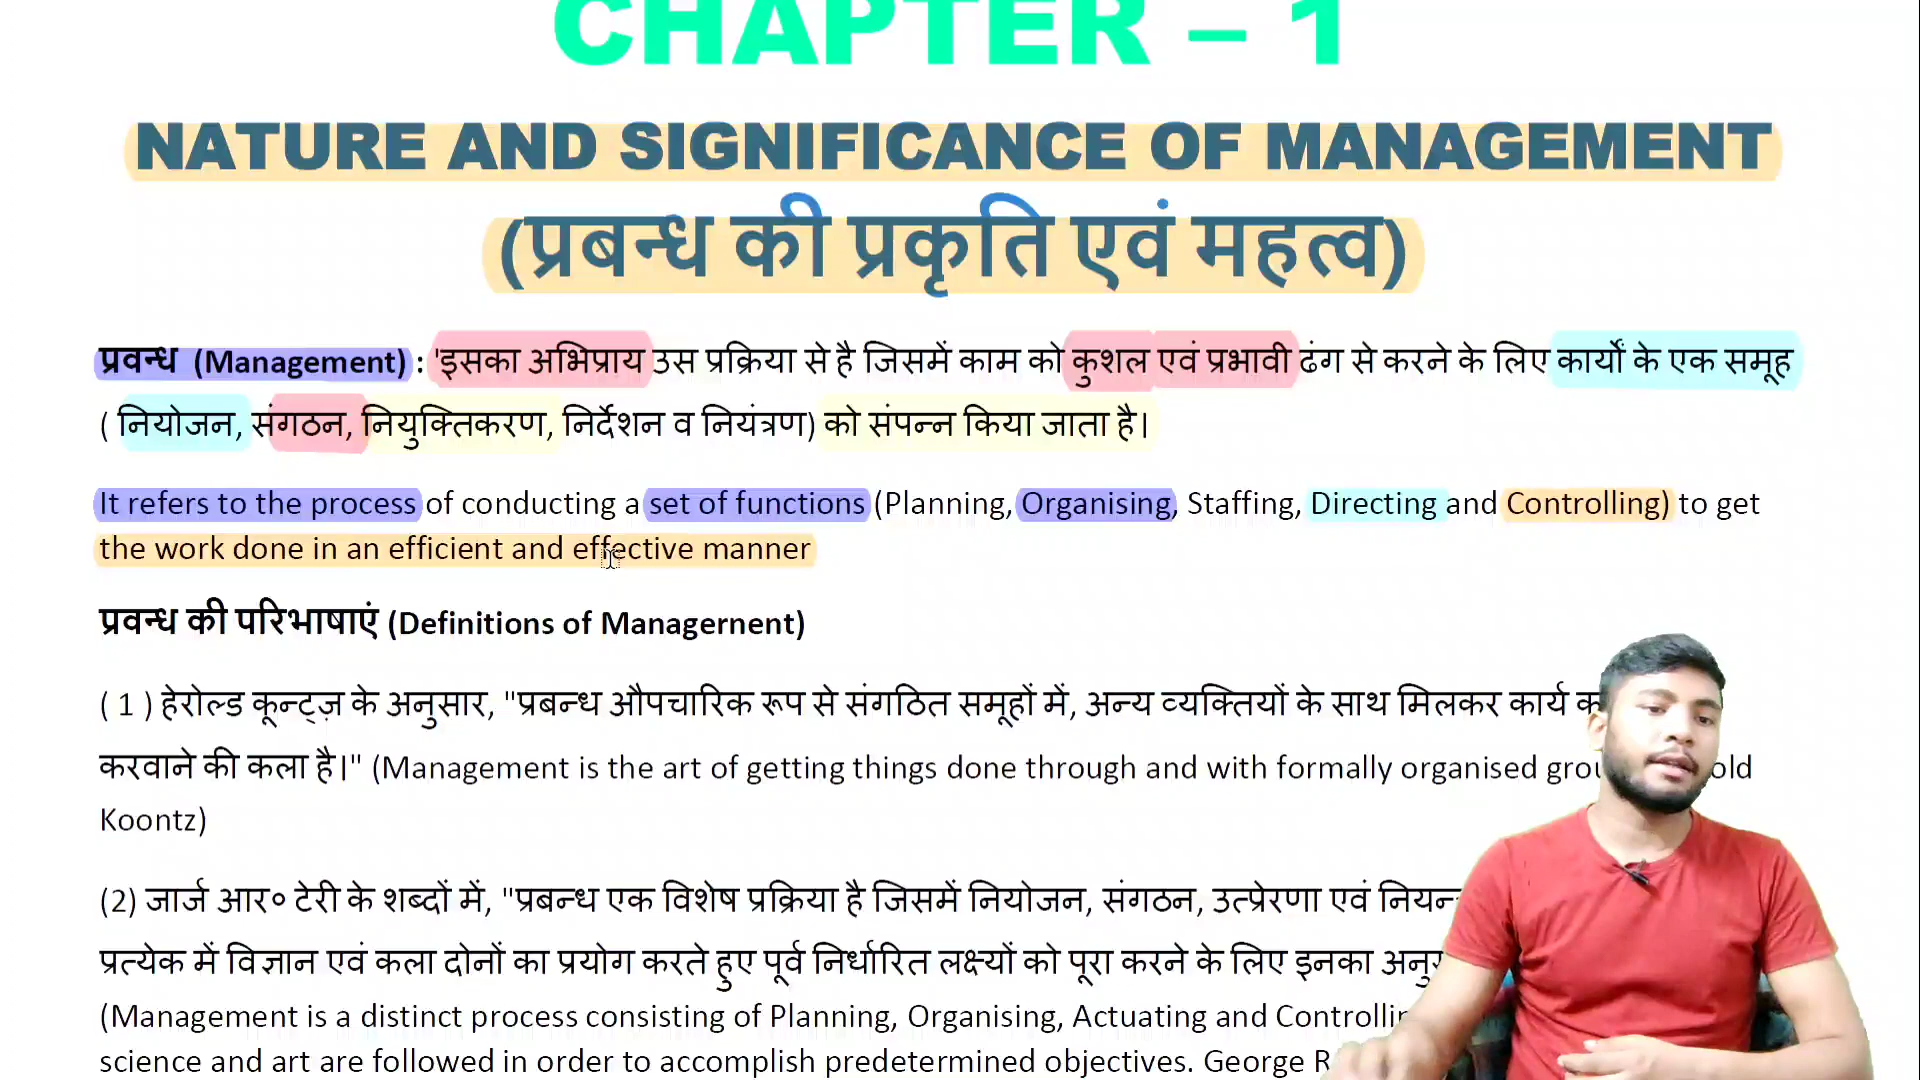 CHAPTER – 1
NATURE AND SIGNIFICANCE OF MANAGEMENT
(प्रबन्ध की प्रकृति एवं महत्व)
प्रवन्ध (Management) : 'इसका अभिप्राय उस प्रक्रिया से है जिसमें काम को कुशल एवं प्रभावी ढंग से करने के लिए कार्यों के एक समूह
( नियोजन, संगठन, नियुक्तिकरण, निर्देशन व नियंत्रण) को संपन्न किया जाता है।
It refers to the process of conducting a set of functions (Planning, Organising, Staffing, Directing and Controlling) to get
the work done in an efficient and effective manner
प्रवन्ध की परिभाषाएं (Definitions of Managernent)
( 1 ) हेरोल्ड कून्ट्ज़ के अनुसार, "प्रबन्ध औपचारिक रूप से संगठित समूहों में, अन्य व्यक्तियों के साथ मिलकर कार्य
करवाने की कला है।" (Management is the art of getting things done through and with formally organised
Koontz)
(2) जार्ज आर० टेरी के शब्दों में, "प्रबन्ध एक विशेष प्रक्रिया है जिसमें नियोजन, संगठन, उत्प्रेरणा एवं
प्रत्येक में विज्ञान एवं कला दोनों का प्रयोग करते हुए पूर्व निर्धारित लक्ष्यों को पूरा करने के लिए इनका
(Management is a distinct process consisting of Planning, Organising, Actuating and
science and art are followed in order to accomplish predetermined objectives. George